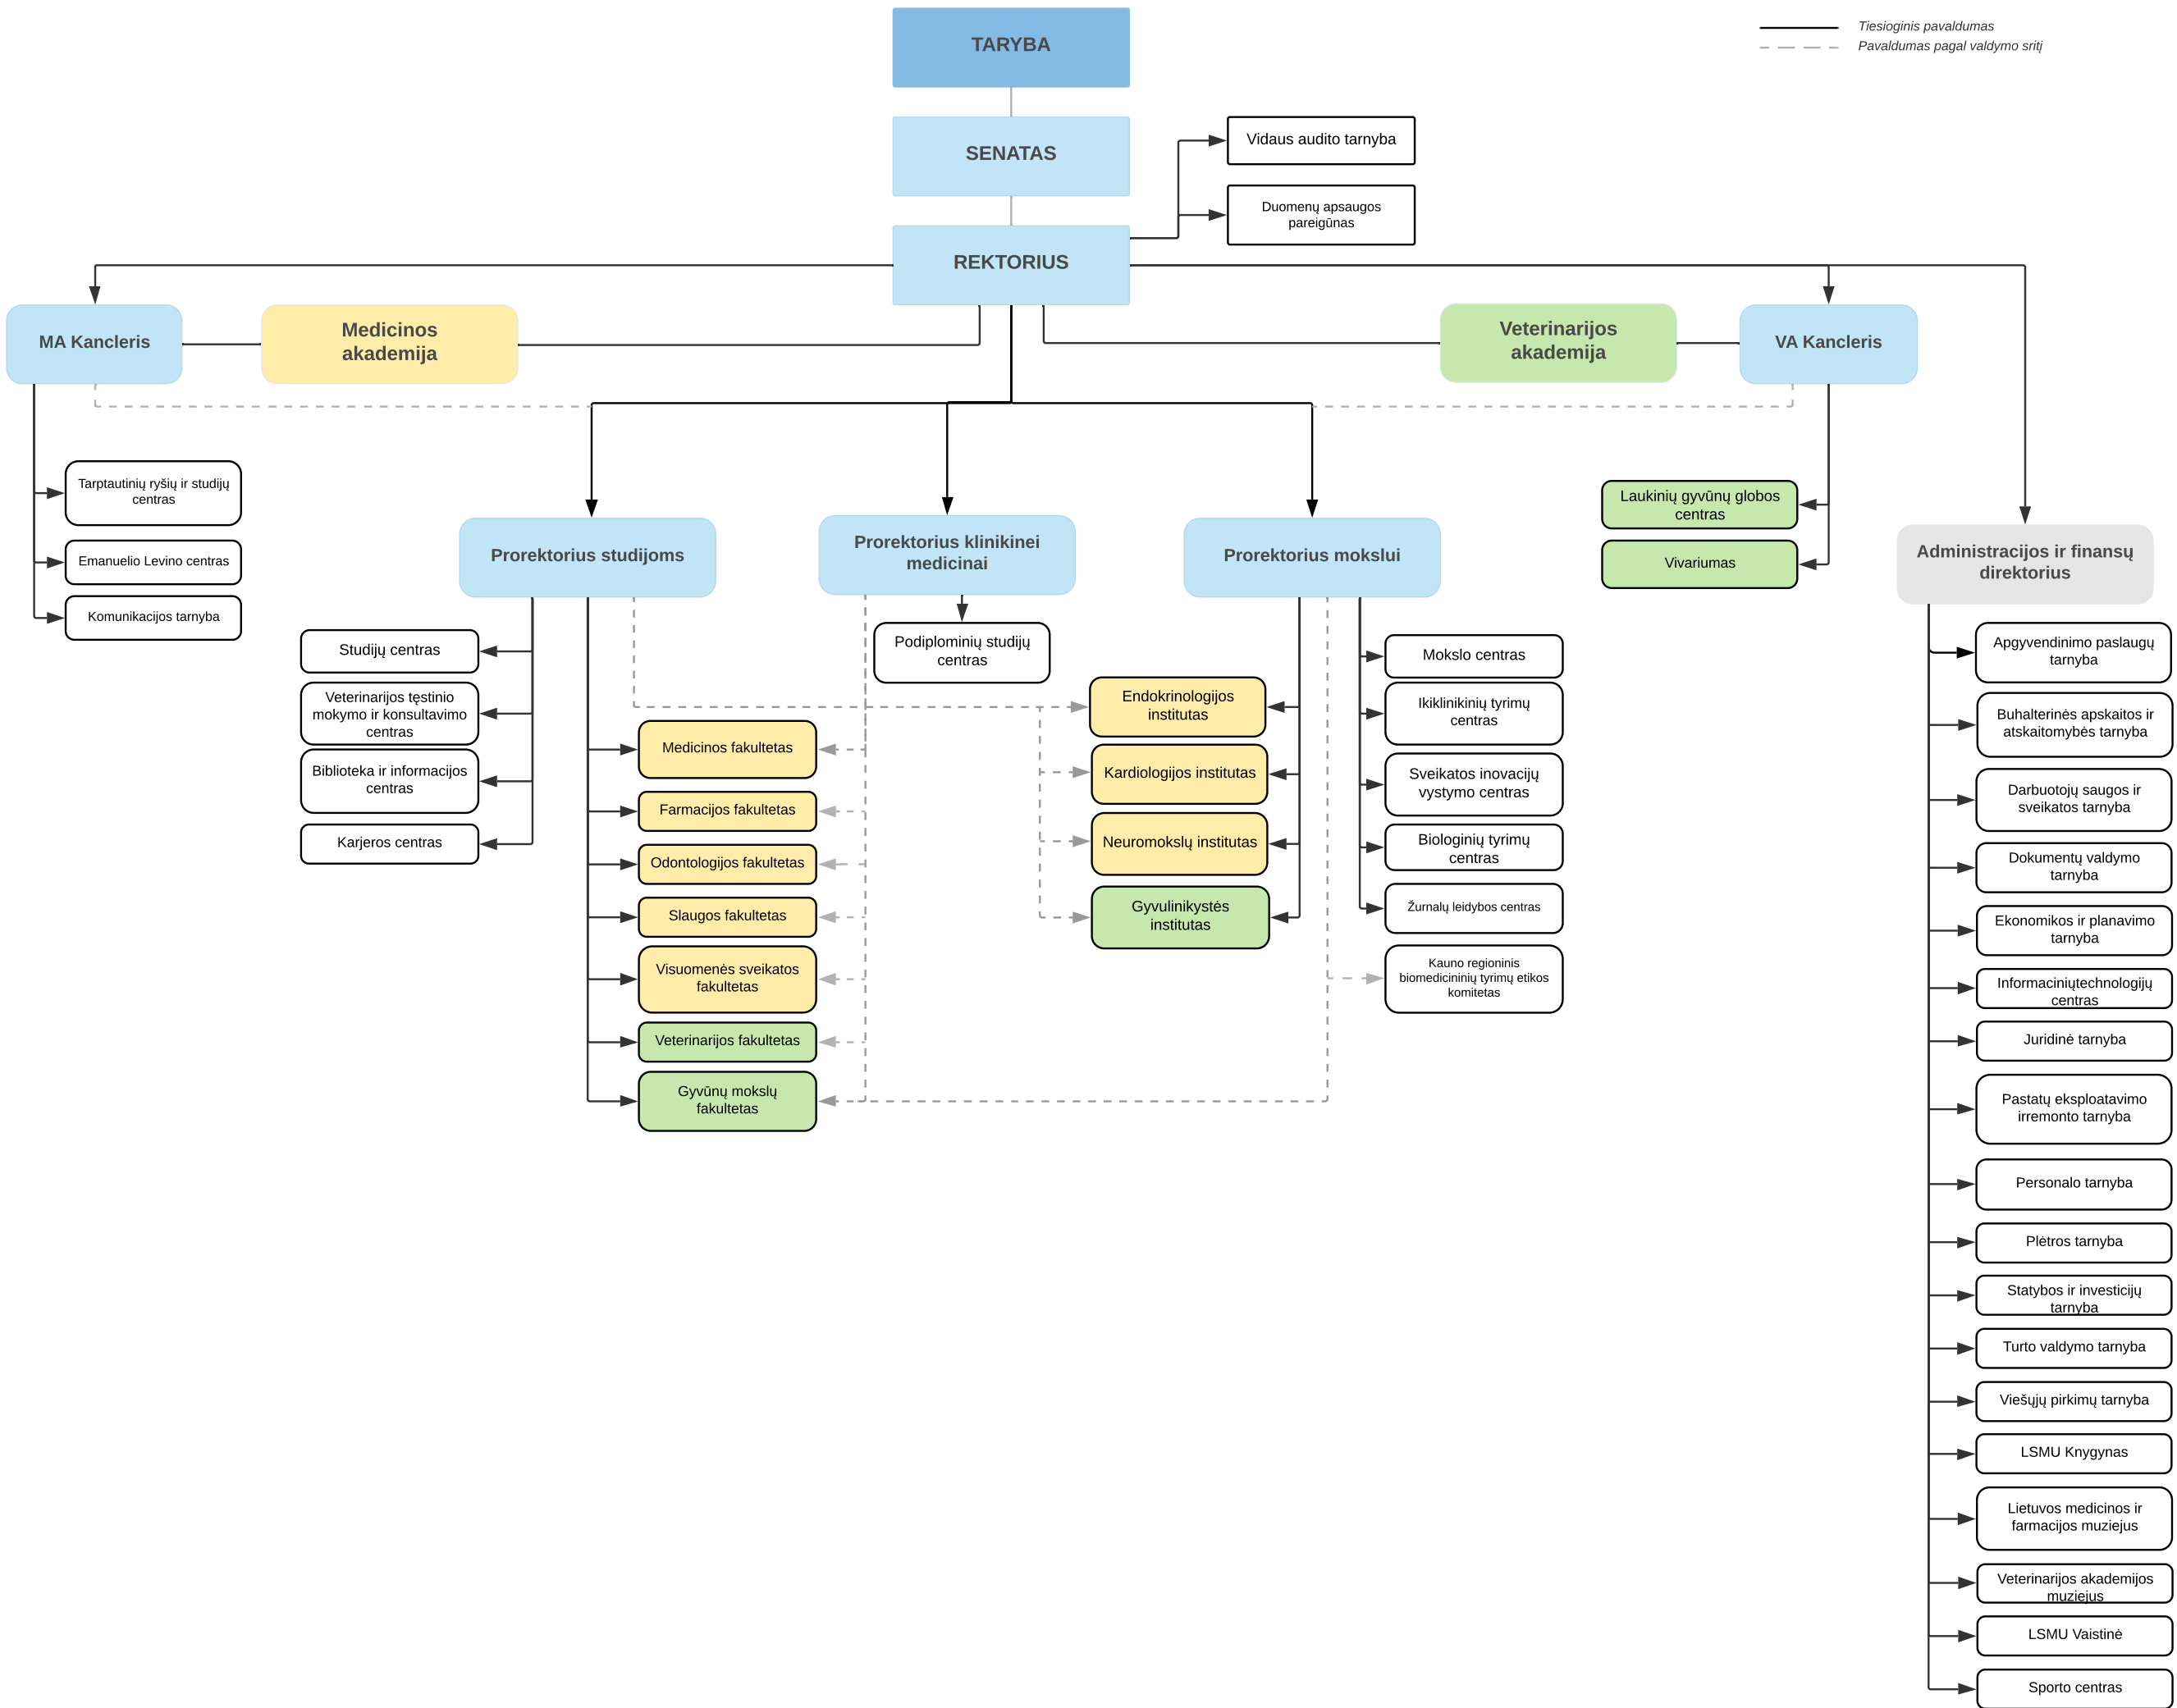 TARYBA
Tiesioginis pavaldumas
Pavaldumas pagal valdymo sritį
SENATAS
Vidaus audito tarnyba
Duomenų apsaugos
pareigūnas
REKTORIUS
MA Kancleris
Medicinos
akademija
Veterinarijos
akademija
VA Kancleris
Tarptautinių ryšių ir studijų
centras
Emanuelio Levino centras
Komunikacijos tarnyba
Prorektorius studijoms
Prorektorius klinikinei
medicinai
Prorektorius mokslui
Laukinių gyvūnų globos
centras
Vivariumas
Administracijos ir finansų
direktorius
Studijų centras
Veterinarijos tęstinio
mokymo ir konsultavimo
centras
Biblioteka ir informacijos
centras
Karjeros centras
Medicinos fakultetas
Farmacijos fakultetas
Odontologijos fakultetas
Slaugos fakultetas
Visuomenės sveikatos
fakultetas
Veterinarijos fakultetas
Gyvūnų mokslų
fakultetas
Podiplominių studijų
centras
Endokrinologijos
institutas
Kardiologijos institutas
Neuromokslų institutas
Gyvulinikystės
institutas
Mokslo centras
Ikiklinikinių tyrimų
centras
Sveikatos inovacijų
vystymo centras
Biologinių tyrimų
centras
Žurnalų leidybos centras
Kauno regioninis
biomedicininių tyrimų etikos
komitetas
Apgyvendinimo paslaugų
tarnyba
Buhalterinės apskaitos ir
atskaitomybės tarnyba
Darbuotojų saugos ir
sveikatos tarnyba
Dokumentų valdymo
tarnyba
Ekonomikos ir planavimo
tarnyba
Informaciniųtechnologijų
centras
Juridinė tarnyba
Pastatų eksploatavimo
irremonto tarnyba
Personalo tarnyba
Plėtros tarnyba
Statybos ir investicijų
tarnyba
Turto valdymo tarnyba
Viešųjų pirkimų tarnyba
LSMU Knygynas
Lietuvos medicinos ir
farmacijos muziejus
Veterinarijos akademijos
muziejus
LSMU Vaistinė
Sporto centras